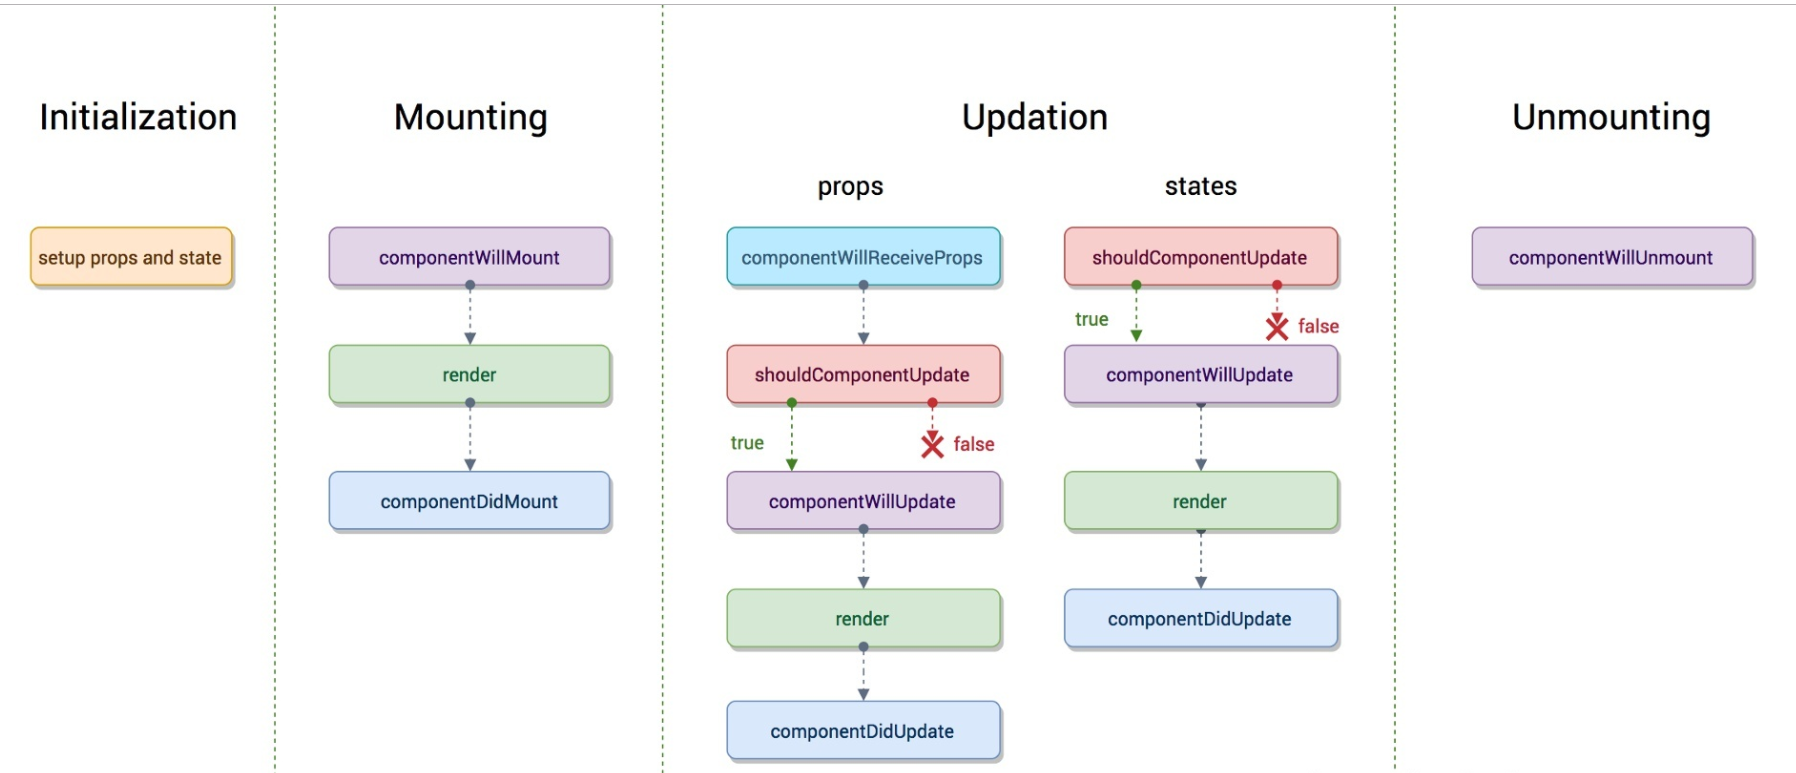 Initialization
setup props and state
Mounting
componentWillMount
render
componentDidMount
Updation
props
componentWillReceiveProps
shouldComponentUpdate
true
false
componentWillUpdate
render
componentDidUpdate
states
shouldComponentUpdate
true
false
componentWillUpdate
render
componentDidUpdate
Unmounting
componentWillUnmount